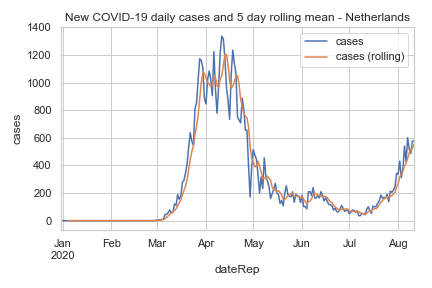 New COVID-19 daily cases and 5 day rolling mean - Netherlands
cases
cases (rolling)
1400
1200
1000
800
600
400
200
0
cases
Jan Feb Mar Apr May Jun Jul Aug
2020
dateRep